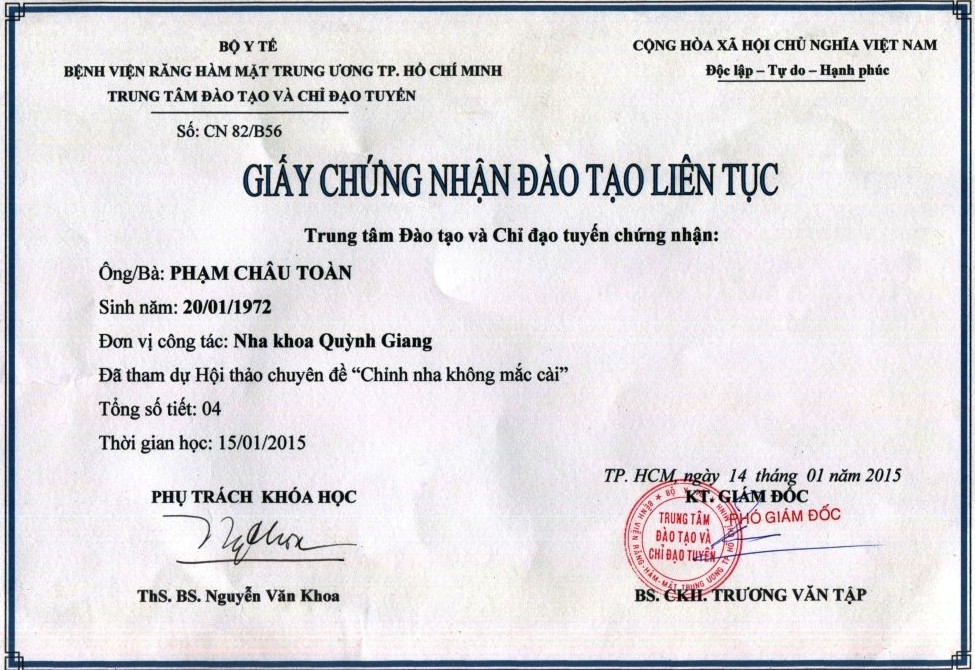 BỘ Y TẾ
BỆNH VIỆN RĂNG HÀM MẶT TRUNG ƯƠNG TP. HỒ CHÍ MINH
TRUNG TÂM ĐÀO TẠO VÀ CHỈ ĐẠO TUYẾN
Số: CN 82/B56
CỘNG HÒA XÃ HỘI CHỦ NGHĨA VIỆT NAM
Độc lập – Tự do – Hạnh phúc
GIẤY CHỨNG NHẬN ĐÀO TẠO LIÊN TỤC
Trung tâm Đào tạo và Chỉ đạo tuyến chứng nhận:
Ông/Bà: PHẠM CHÂU TOÀN
Sinh năm: 20/01/1972
Đơn vị công tác: Nha khoa Quỳnh Giang
Đã tham dự Hội thảo chuyên đề “Chỉnh nha không mắc cài”
Tổng số tiết: 04
Thời gian học: 15/01/2015
TP. HCM, ngày 14 tháng 01 năm 2015
PHỤ TRÁCH KHÓA HỌC
ThS. BS. Nguyễn Văn Khoa
KT. GIÁM ĐỐC
PHÓ GIÁM ĐỐC
TRUNG TÂM
ĐÀO TẠO VÀ
CHỈ ĐẠO TUYẾN
BS. CKII. TRƯƠNG VĂN TẬP